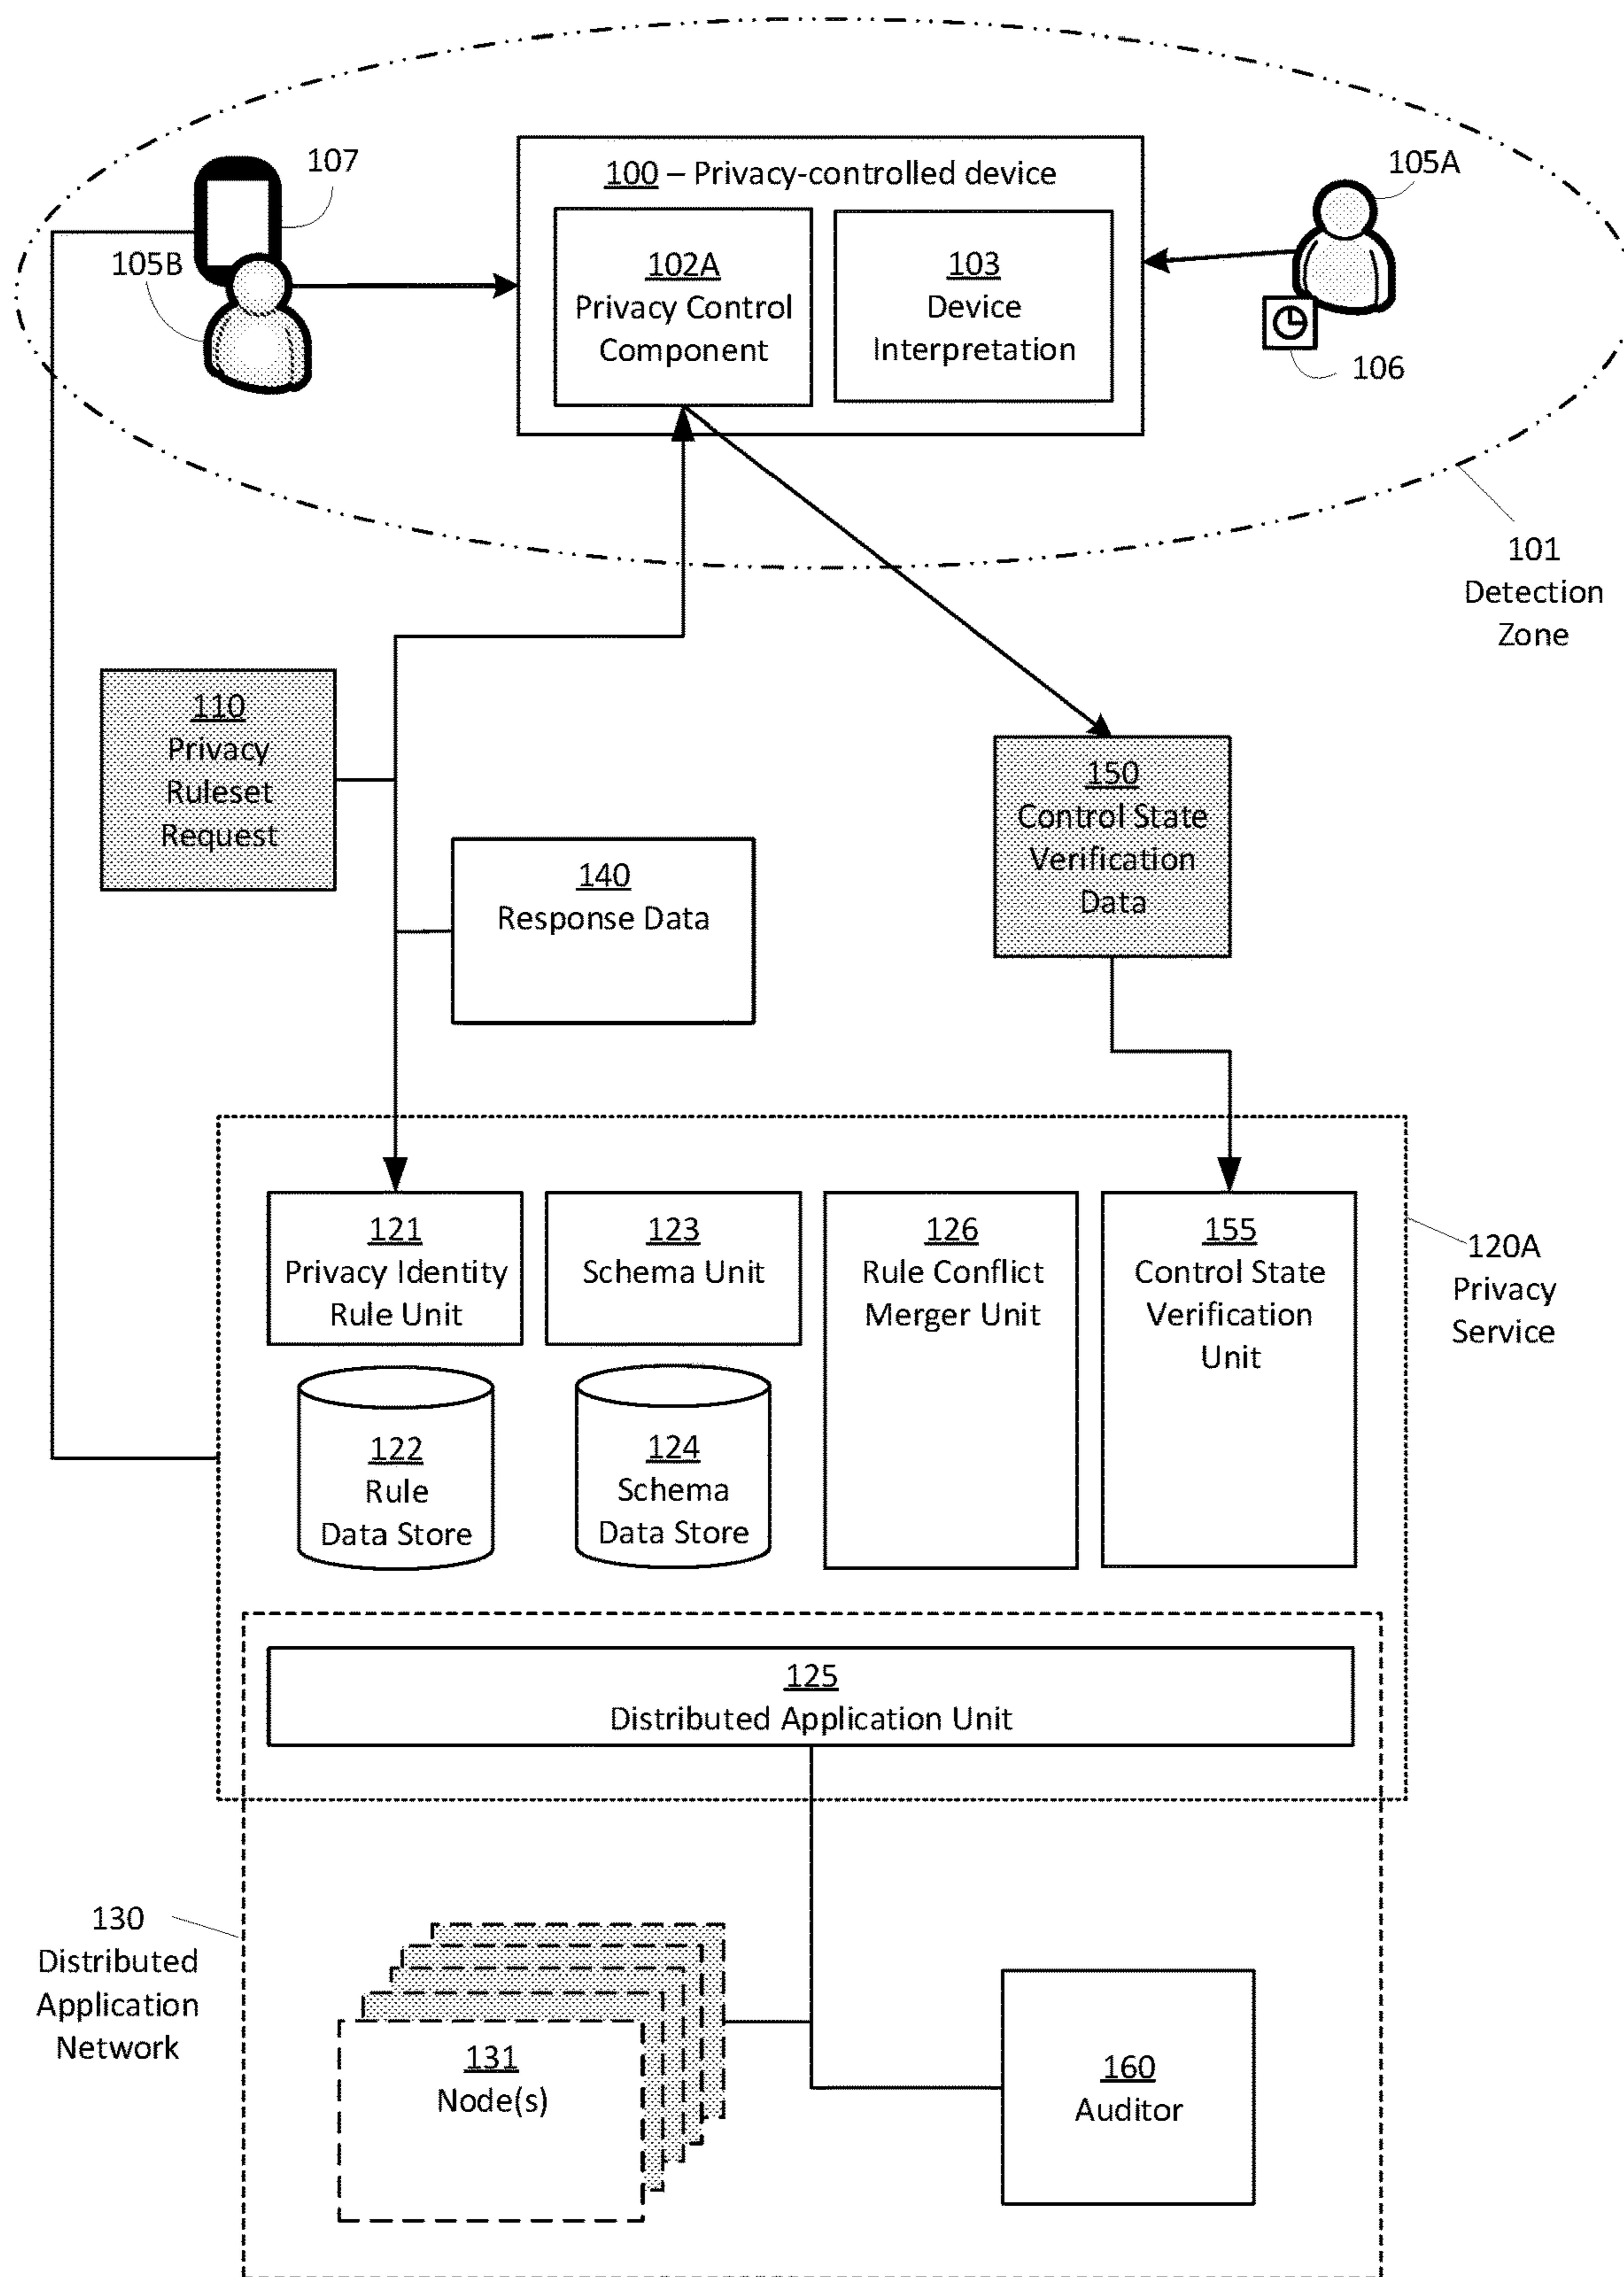 107
100 – Privacy-controlled device
105A
105B
102A
Privacy Control
Component
103
Device
Interpretation
106
101
Detection
Zone
110
Privacy
Ruleset
Request
150
Control State
Verification
Data
140
Response Data
121
Privacy Identity
Rule Unit
123
Schema Unit
126
Rule Conflict
Merger Unit
155
Control State
Verification
Unit
120A
Privacy
Service
122
Rule
Data Store
124
Schema
Data Store
125
Distributed Application Unit
130
Distributed
Application
Network
131
Node(s)
160
Auditor